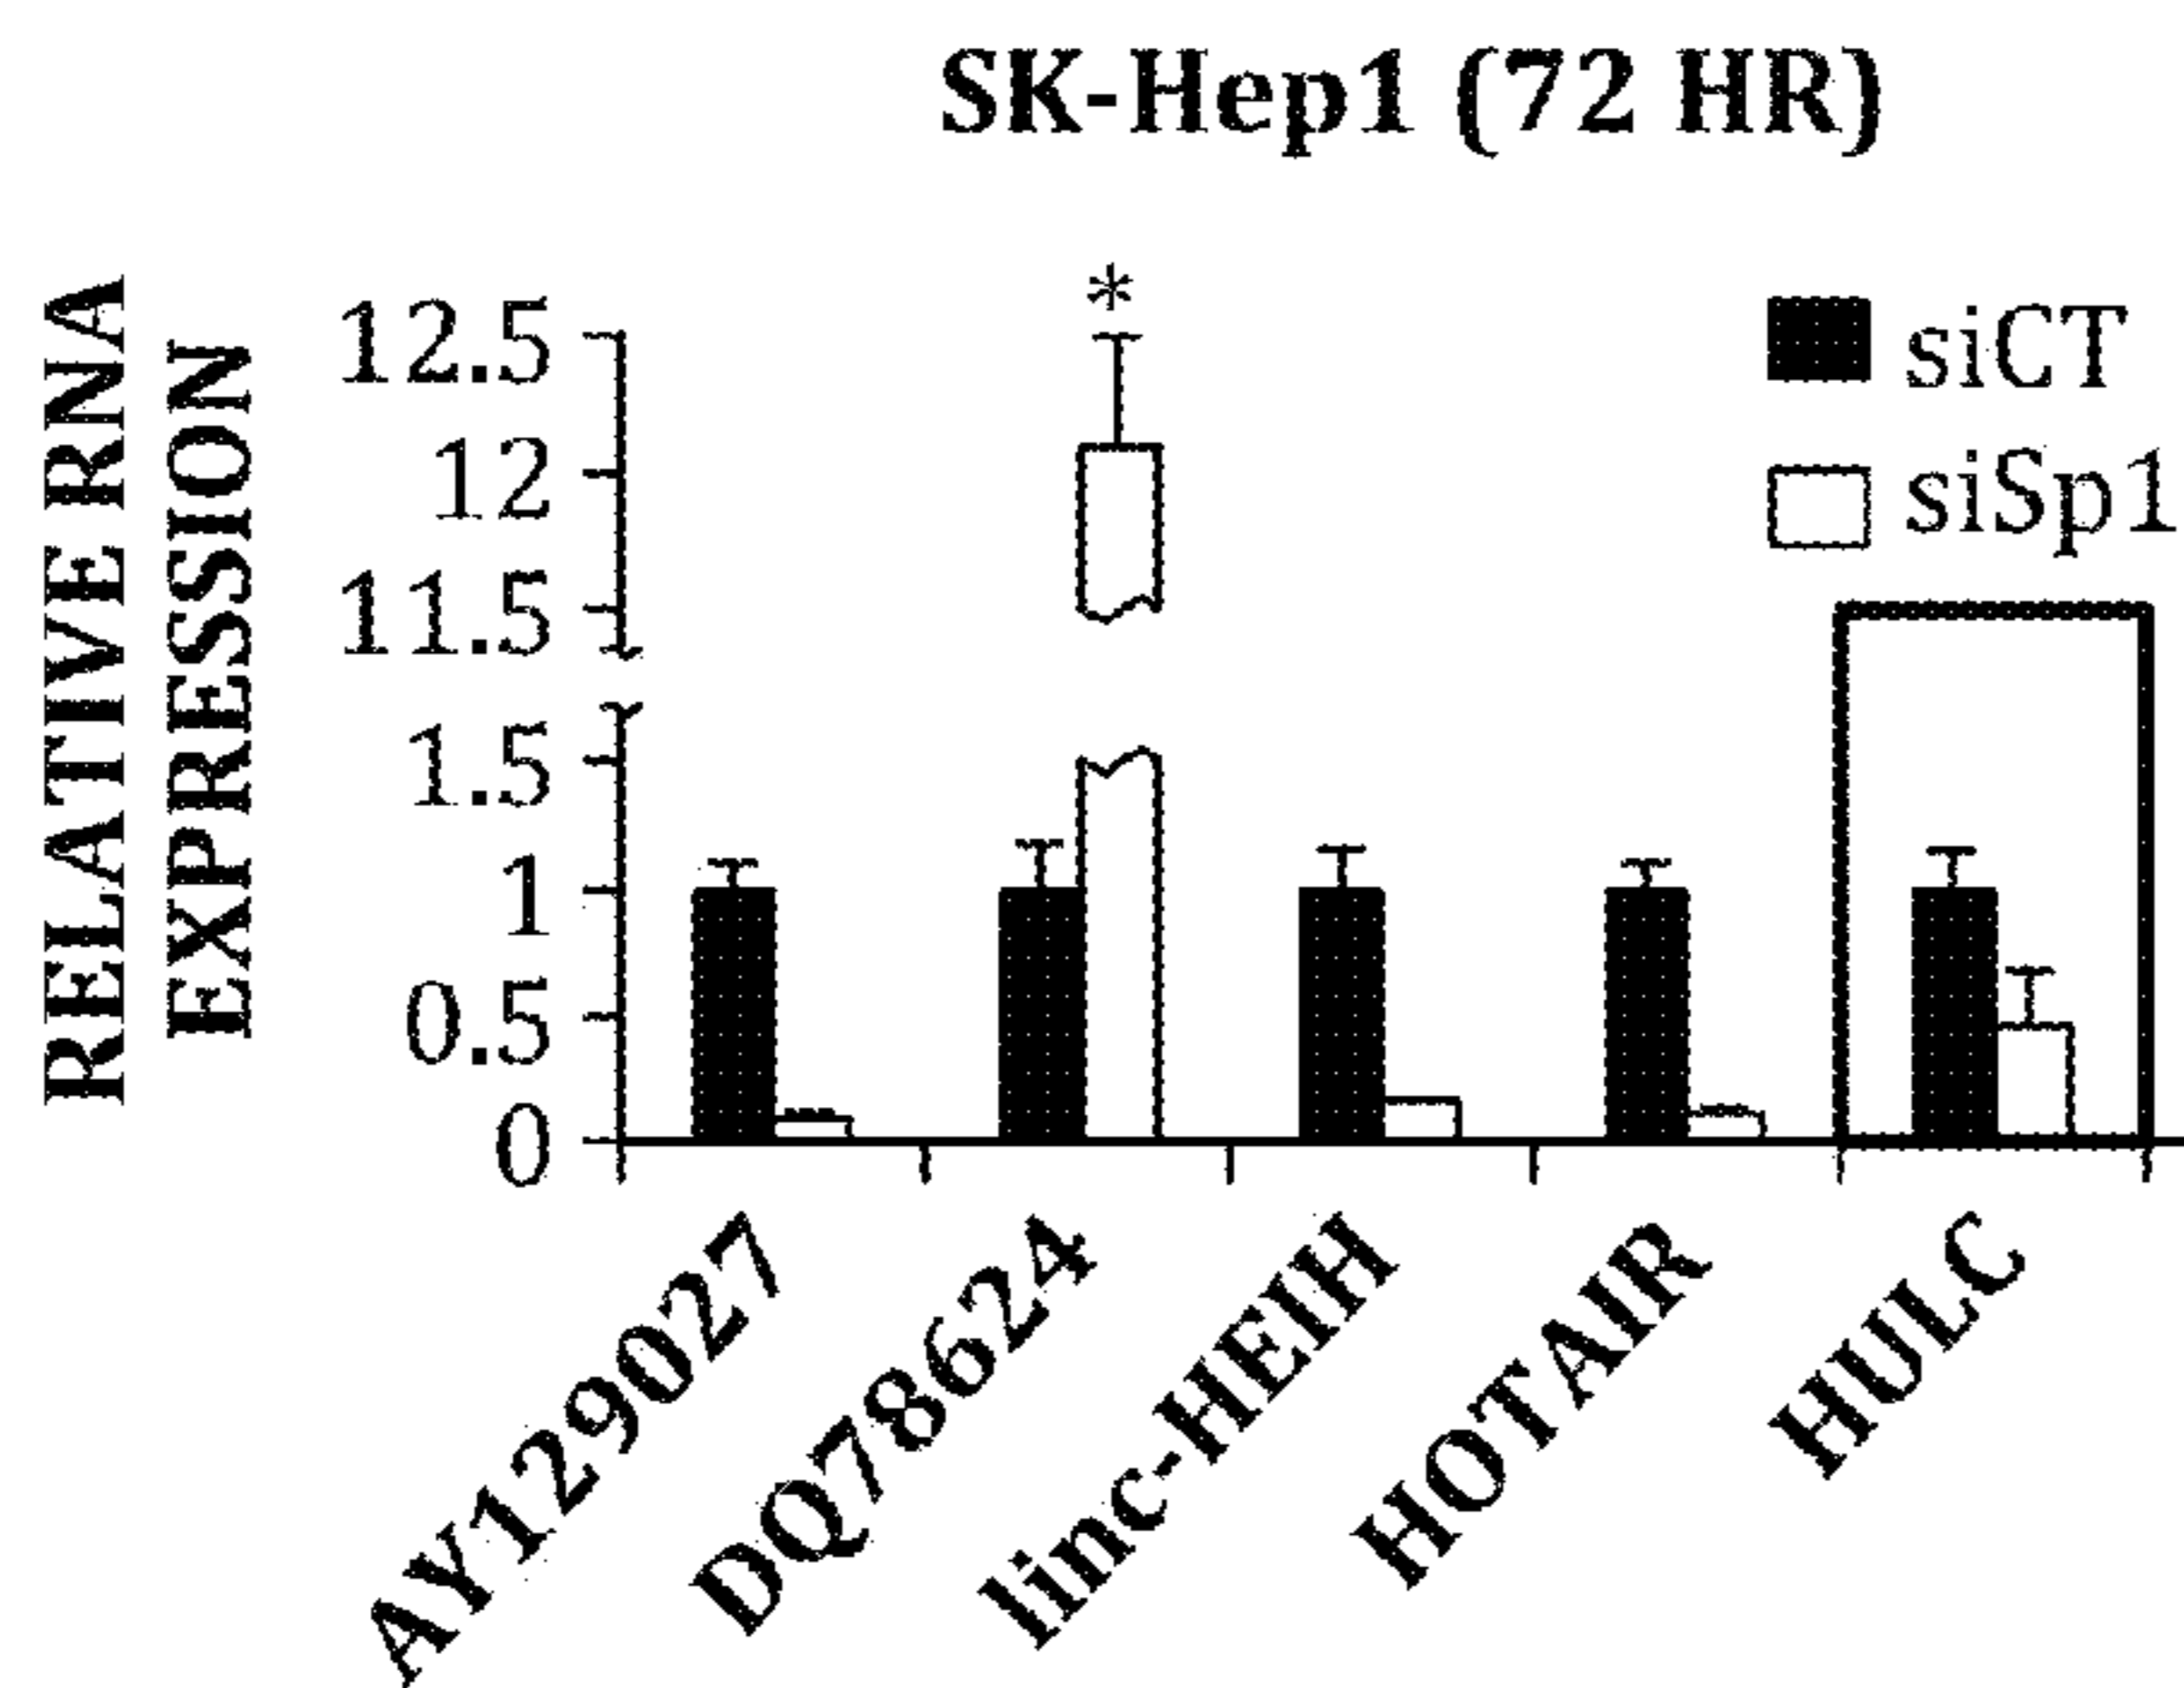 SK-Hep1 (72 HR)
RELATIVE RNA
EXPRESSION
12.5
12
11.5
1.5
1
0.5
0
*
siCT
siSp1
AY129027
DQ78624
linc-HEIH
HOTAIR
HULC